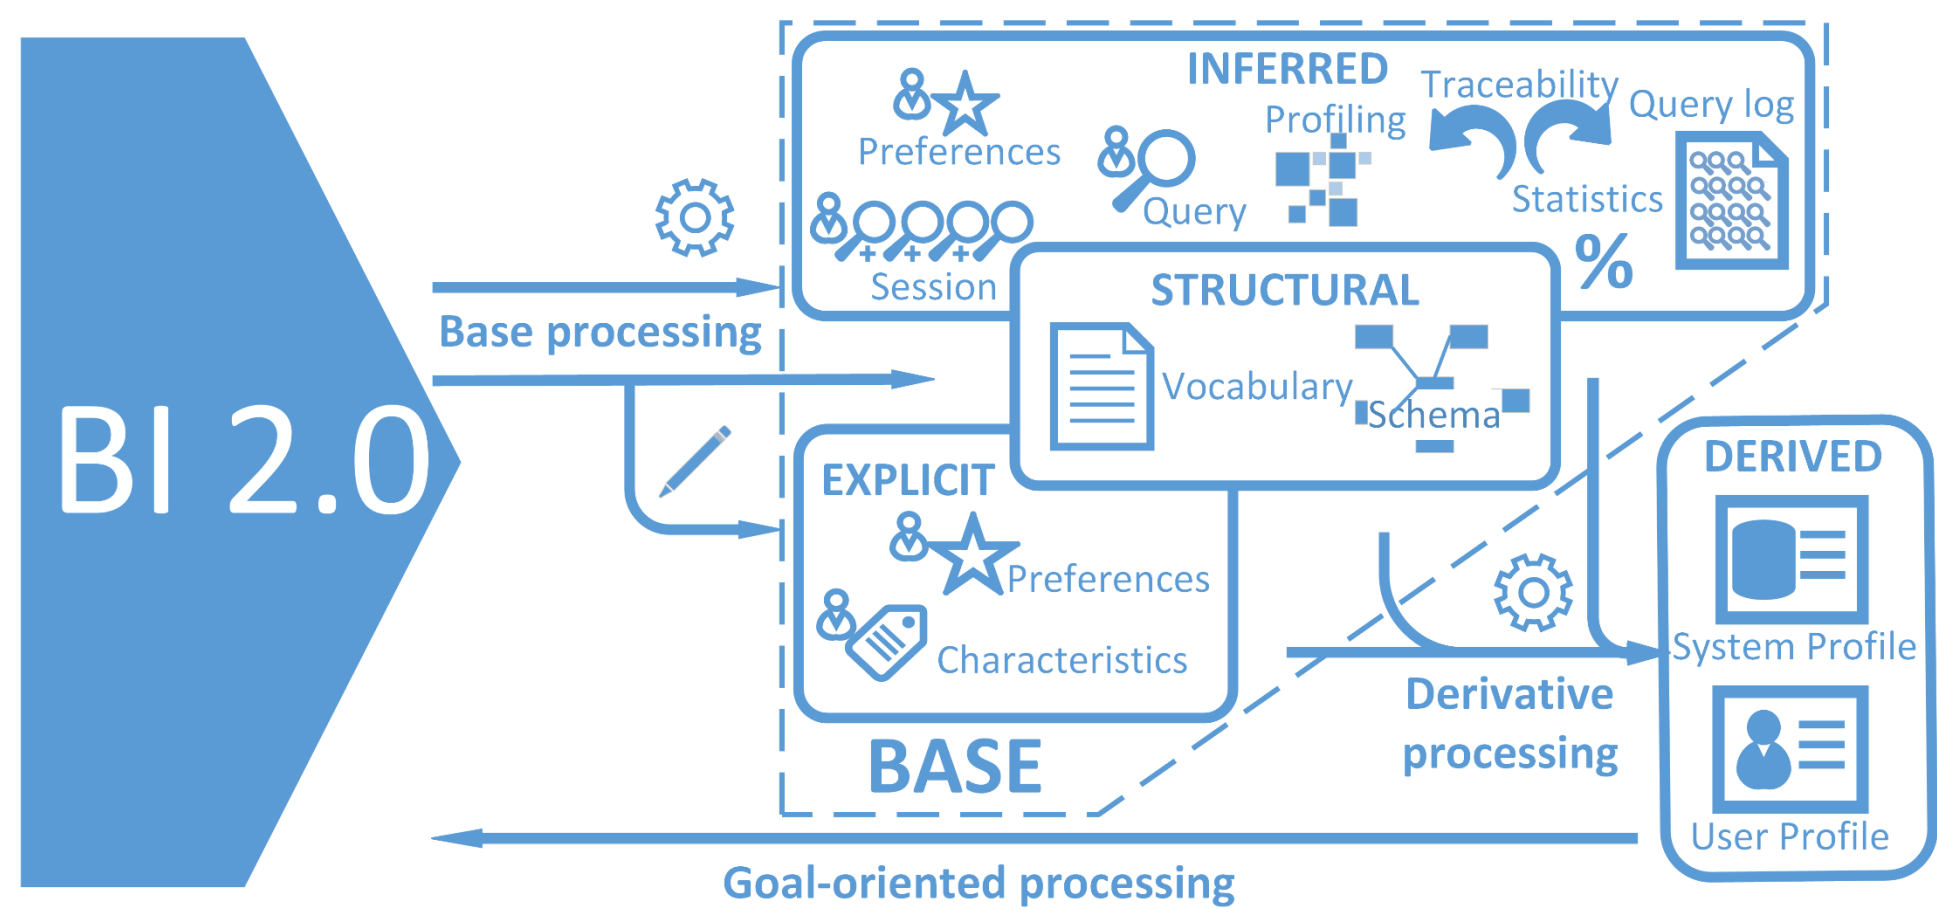 BI 2.0
Base processing
INFERRED
Preferences
Session
Query
Profiling
Traceability
Statistics
%
Query log
STRUCTURAL
Vocabulary
Schema
EXPLICIT
Preferences
Characteristics
BASE
Derivative
processing
DERIVED
System Profile
User Profile
Goal-oriented processing